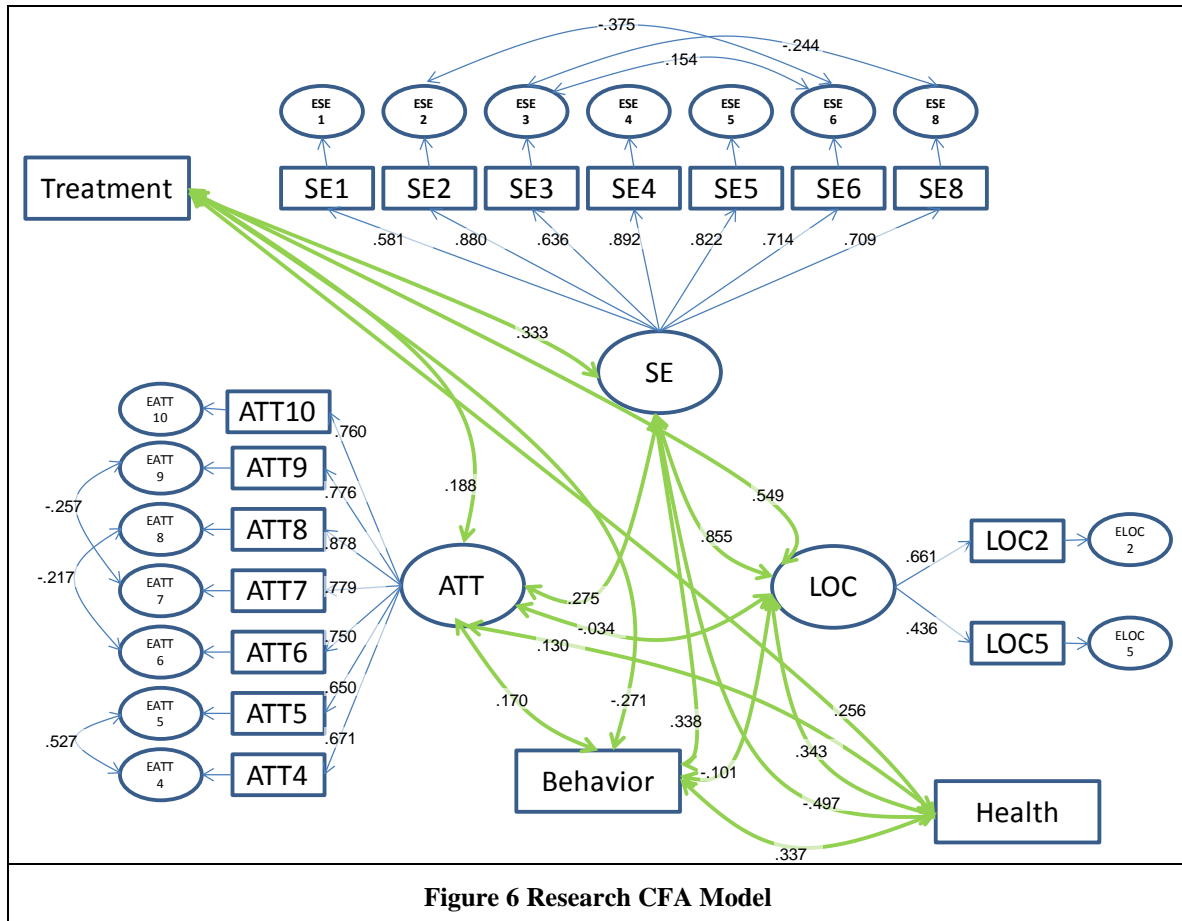 -.375
-.244
.154
ESE
1
ESE
2
ESE
3
ESE
4
ESE
5
ESE
6
ESE
8
Treatment
SE1
SE2
SE3
SE4
SE5
SE6
SE8
.581
.880
.636
.892
.822
.714
.709
.333
SE
EATT
10
ATT10
.760
EATT
9
ATT9
.776
-.257
.188
.549
EATT
8
ATT8
.878
.855
LOC2
ELOC
2
.661
-.217
EATT
7
ATT7
.779
ATT
.275
LOC
-.034
.436
EATT
6
ATT6
.750
.130
LOC5
ELOC
5
.650
EATT
5
ATT5
.170
-.271
.256
.527
.671
.338
.343
-.101
EATT
4
ATT4
Behavior
-.497
Health
.337
Figure 6 Research CFA Model